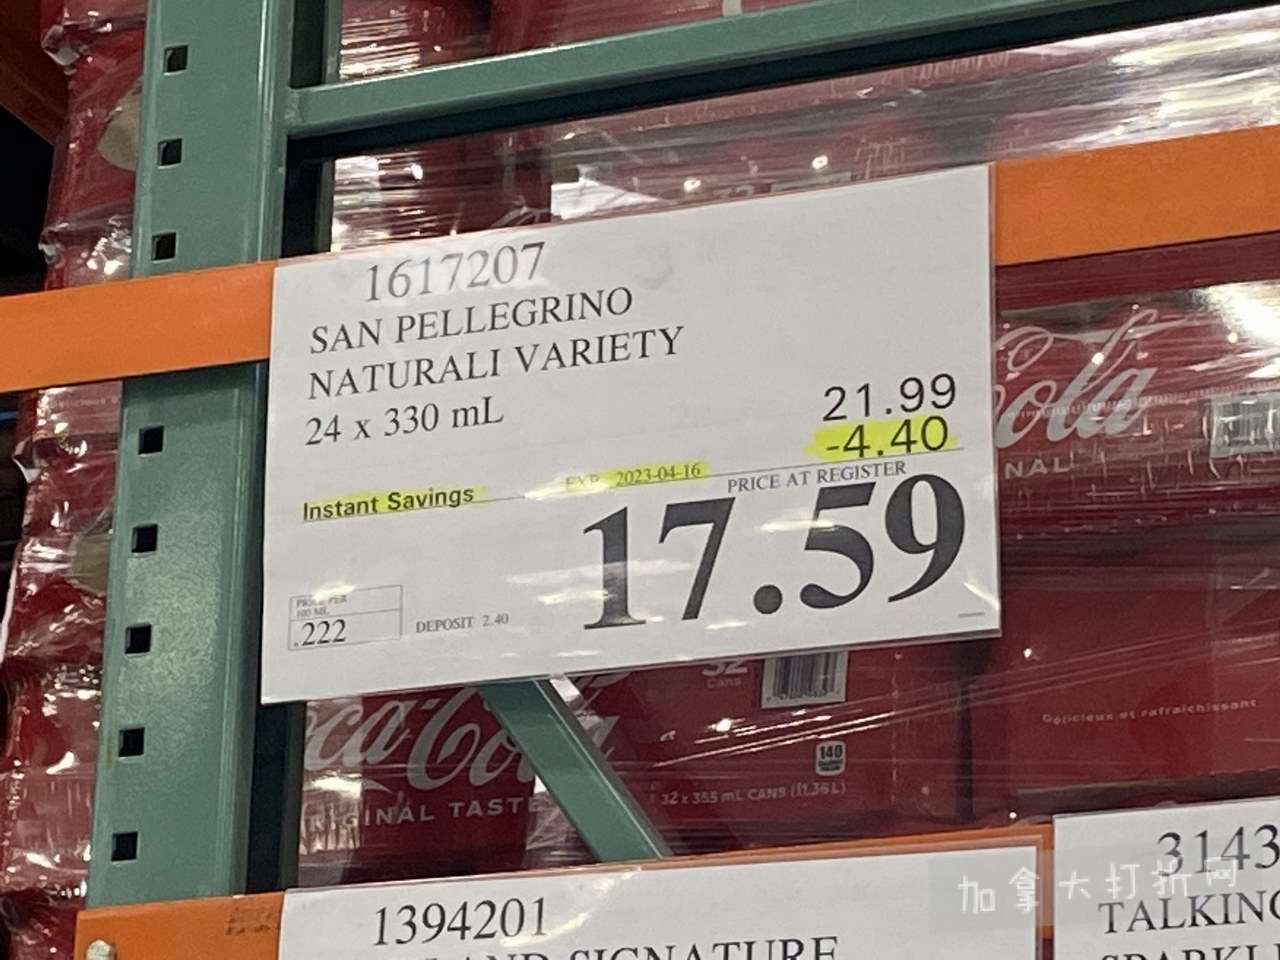 1617207
SAN PELLEGRINO
NATURALI VARIETY
24 x 330 mL
21.99
-4.40
Instant Savings
EXP 2023-04-16
PRICE AT REGISTER
17.59
PRICE PER
100 ML
.222
DEPOSIT 2.40
Cola
NAL
32
Cans
Délicieux et rafraîchissant
Coca-Cola
ORIGINAL TASTE
140
32 x 355 mL CANS (11.36 L)
1394201
AND SIGNATURE
3143
TALKING
加拿大打折网